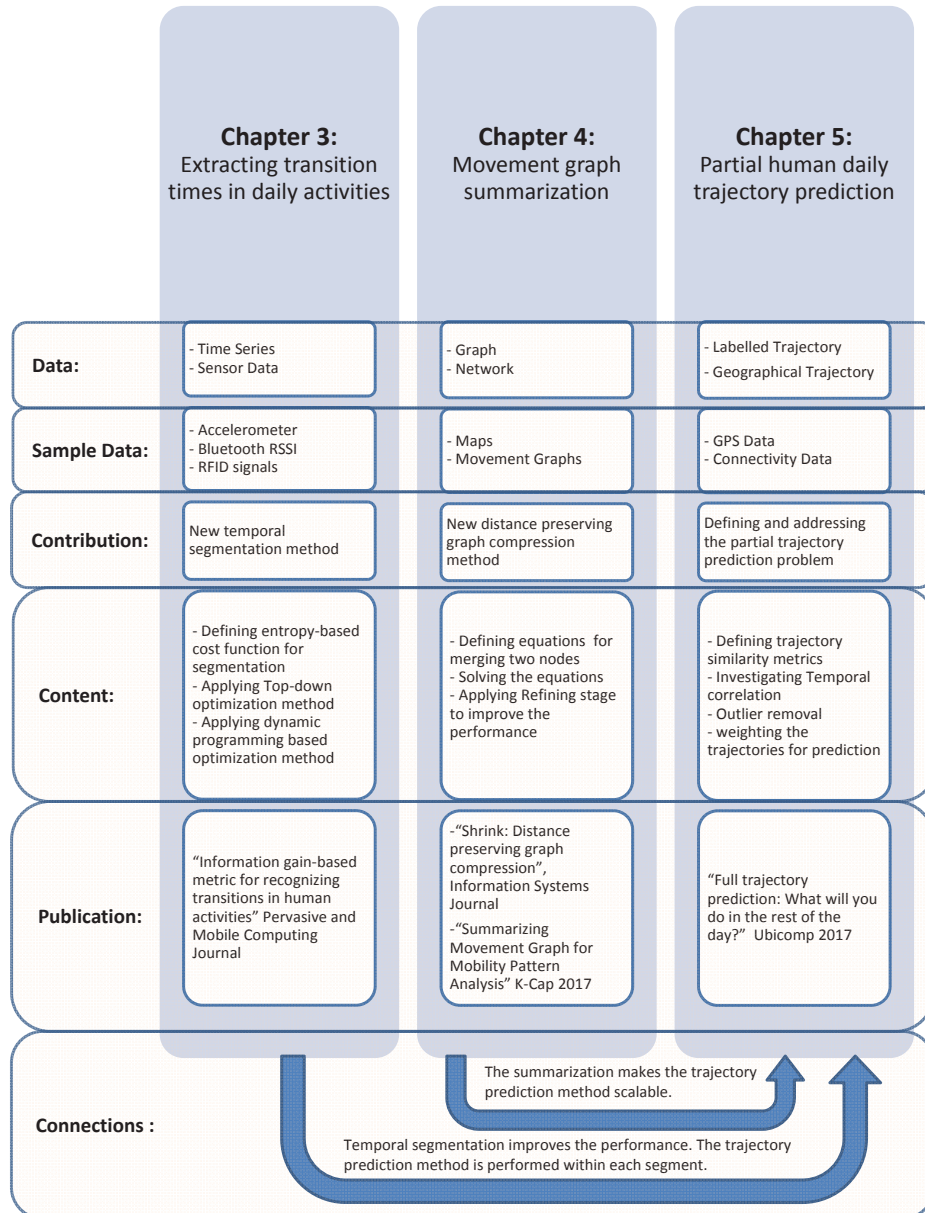 Chapter 3:
Extracting transition
times in daily activities
Chapter 4:
Movement graph
summarization
Chapter 5:
Partial human daily
trajectory prediction
Data:
- Time Series
- Sensor Data
- Graph
- Network
- Labelled Trajectory
- Geographical Trajectory
Sample Data:
- Accelerometer
- Bluetooth RSSI
- RFID signals
- Maps
- Movement Graphs
- GPS Data
- Connectivity Data
Contribution:
New temporal
segmentation method
New distance preserving
graph compression
method
Defining and addressing
the partial trajectory
prediction problem
Content:
- Defining entropy-based
cost function for
segmentation
- Applying Top-down
optimization method
- Applying dynamic
programming based
optimization method
- Defining equations for
merging two nodes
- Solving the equations
- Applying Refining stage
to improve the
performance
- Defining trajectory
similarity metrics
- Investigating Temporal
correlation
- Outlier removal
- weighting the
trajectories for prediction
Publication:
“Information gain-based
metric for recognizing
transitions in human
activities” Pervasive and
Mobile Computing
Journal
-“Shrink: Distance
preserving graph
compression”,
Information Systems
Journal
-“Summarizing
Movement Graph for
Mobility Pattern
Analysis” K-Cap 2017
“Full trajectory
prediction: What will you
do in the rest of the
day?” Ubicomp 2017
Connections :
The summarization makes the trajectory
prediction method scalable.
Temporal segmentation improves the performance. The trajectory
prediction method is performed within each segment.